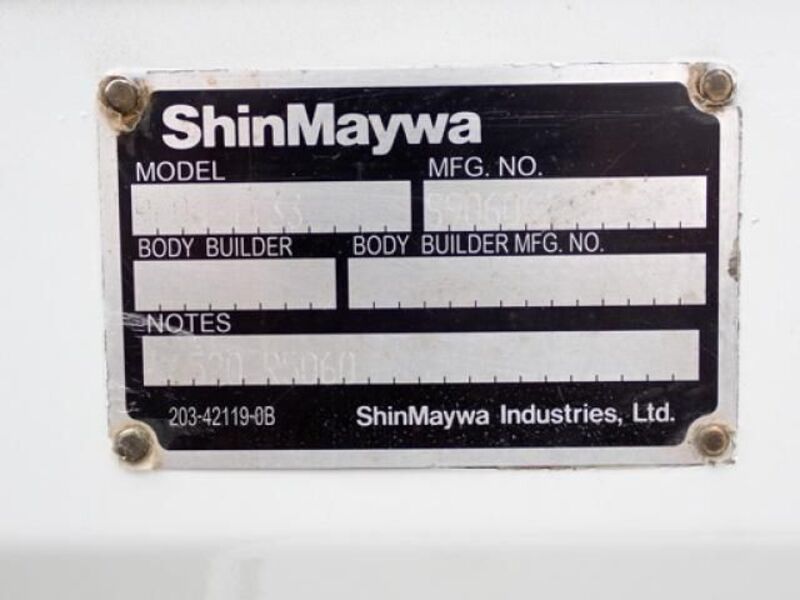 ShinMaywa
MODEL MFG. NO.
BODY BUILDER BODY BUILDER MFG. NO.
NOTES
203-42119-0B ShinMaywa Industries, Ltd.